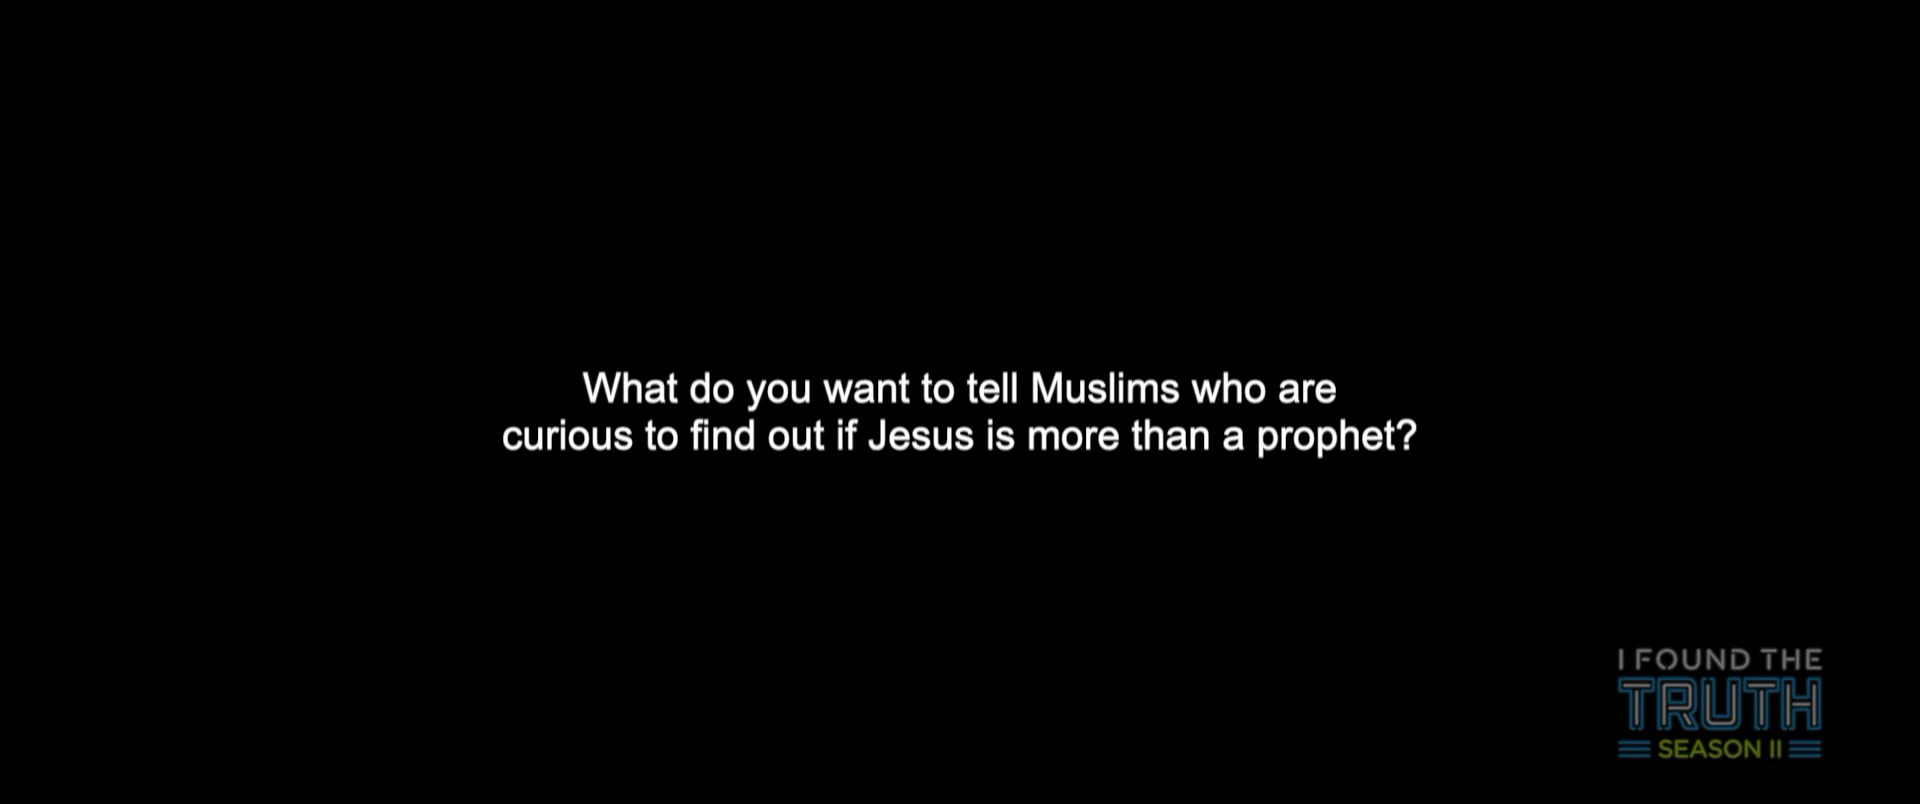 What do you want to tell Muslims who are
curious to find out if Jesus is more than a prophet?
I FOUND THE
TRUTH
SEASON II